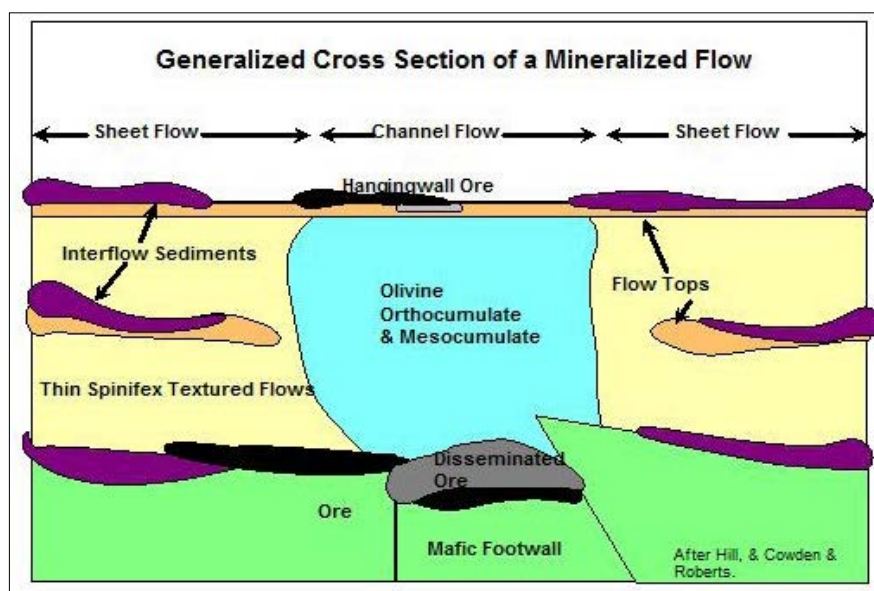 Generalized Cross Section of a Mineralized Flow
Sheet Flow
Channel Flow
Sheet Flow
Hangingwall Ore
Interflow Sediments
Flow Tops
Olivine
Orthocumulate
& Mesocumulate
Thin Spinifex Textured Flows
Disseminated
Ore
Ore
Mafic Footwall
After Hill, & Cowden &
Roberts.